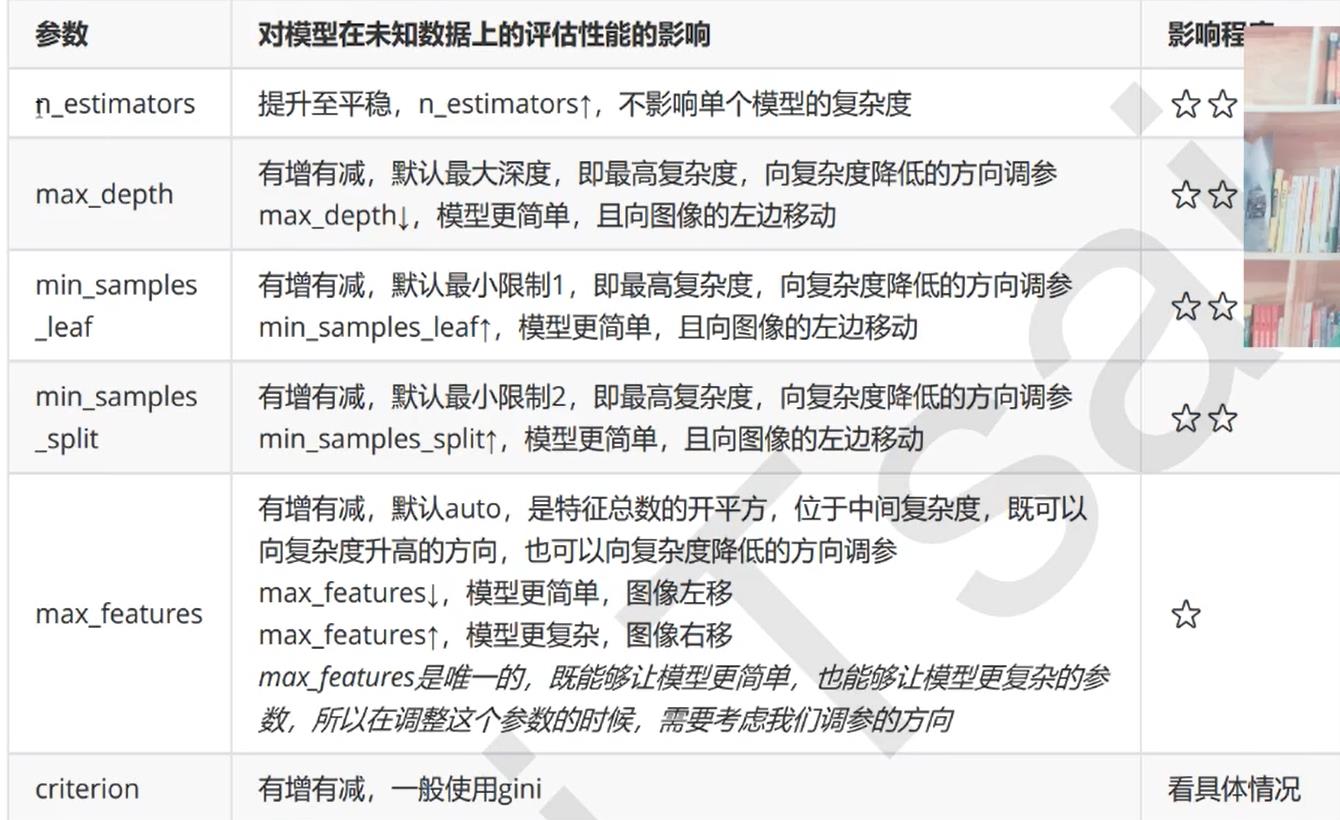 参数 对模型在未知数据上的评估性能的影响 影响程
n_estimators 提升至平稳，n_estimators↑，不影响单个模型的复杂度 ☆☆
max_depth 有增有减，默认最大深度，即最高复杂度，向复杂度降低的方向调参
max_depth↓，模型更简单，且向图像的左边移动 ☆☆
min_samples
_leaf 有增有减，默认最小限制1，即最高复杂度，向复杂度降低的方向调参
min_samples_leaf↑，模型更简单，且向图像的左边移动 ☆☆
min_samples
_split 有增有减，默认最小限制2，即最高复杂度，向复杂度降低的方向调参
min_samples_split↑，模型更简单，且向图像的左边移动 ☆☆
max_features 有增有减，默认auto，是特征总数的开平方，位于中间复杂度，既可以
向复杂度升高的方向，也可以向复杂度降低的方向调参
max_features↓，模型更简单，图像左移
max_features↑，模型更复杂，图像右移
max_features是唯一的，既能够让模型更简单，也能够让模型更复杂的参
数，所以在调整这个参数的时候，需要考虑我们调参的方向 ☆
criterion 有增有减，一般使用gini 看具体情况
Tsai